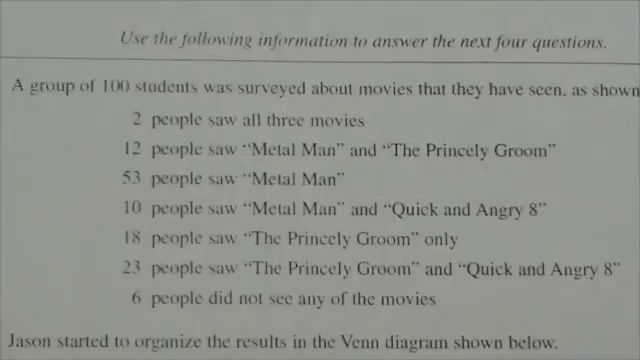 Use the following information to answer the next four questions.
A group of 100 students was surveyed about movies that they have seen, as shown
2 people saw all three movies
12 people saw “Metal Man” and “The Princely Groom”
53 people saw “Metal Man”
10 people saw “Metal Man” and “Quick and Angry 8”
18 people saw “The Princely Groom” only
23 people saw “The Princely Groom” and “Quick and Angry 8”
6 people did not see any of the movies
Jason started to organize the results in the Venn diagram shown below.